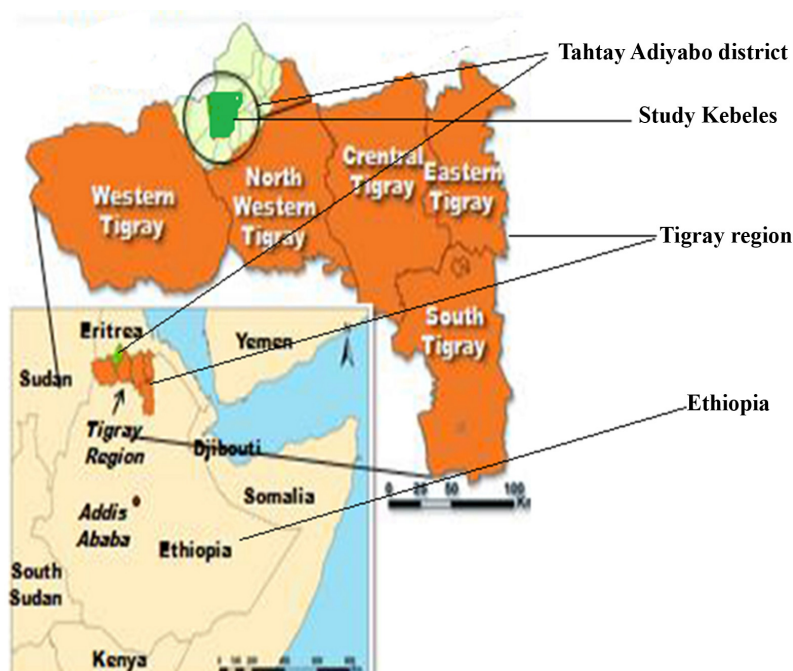 Tahtay Adiyabo district
Study Kebeles
Crentral
Tigray
Eastern
Tigray
North
Western
Tigray
Western
Tigray
Tigray region
South
Tigray
Eritrea
Yemen
Sudan
Tigray
Region
Djibouti
Ethiopia
Somalia
Addis
Ababa
Ethiopia
South
Sudan
Kenya
0 25 50 100